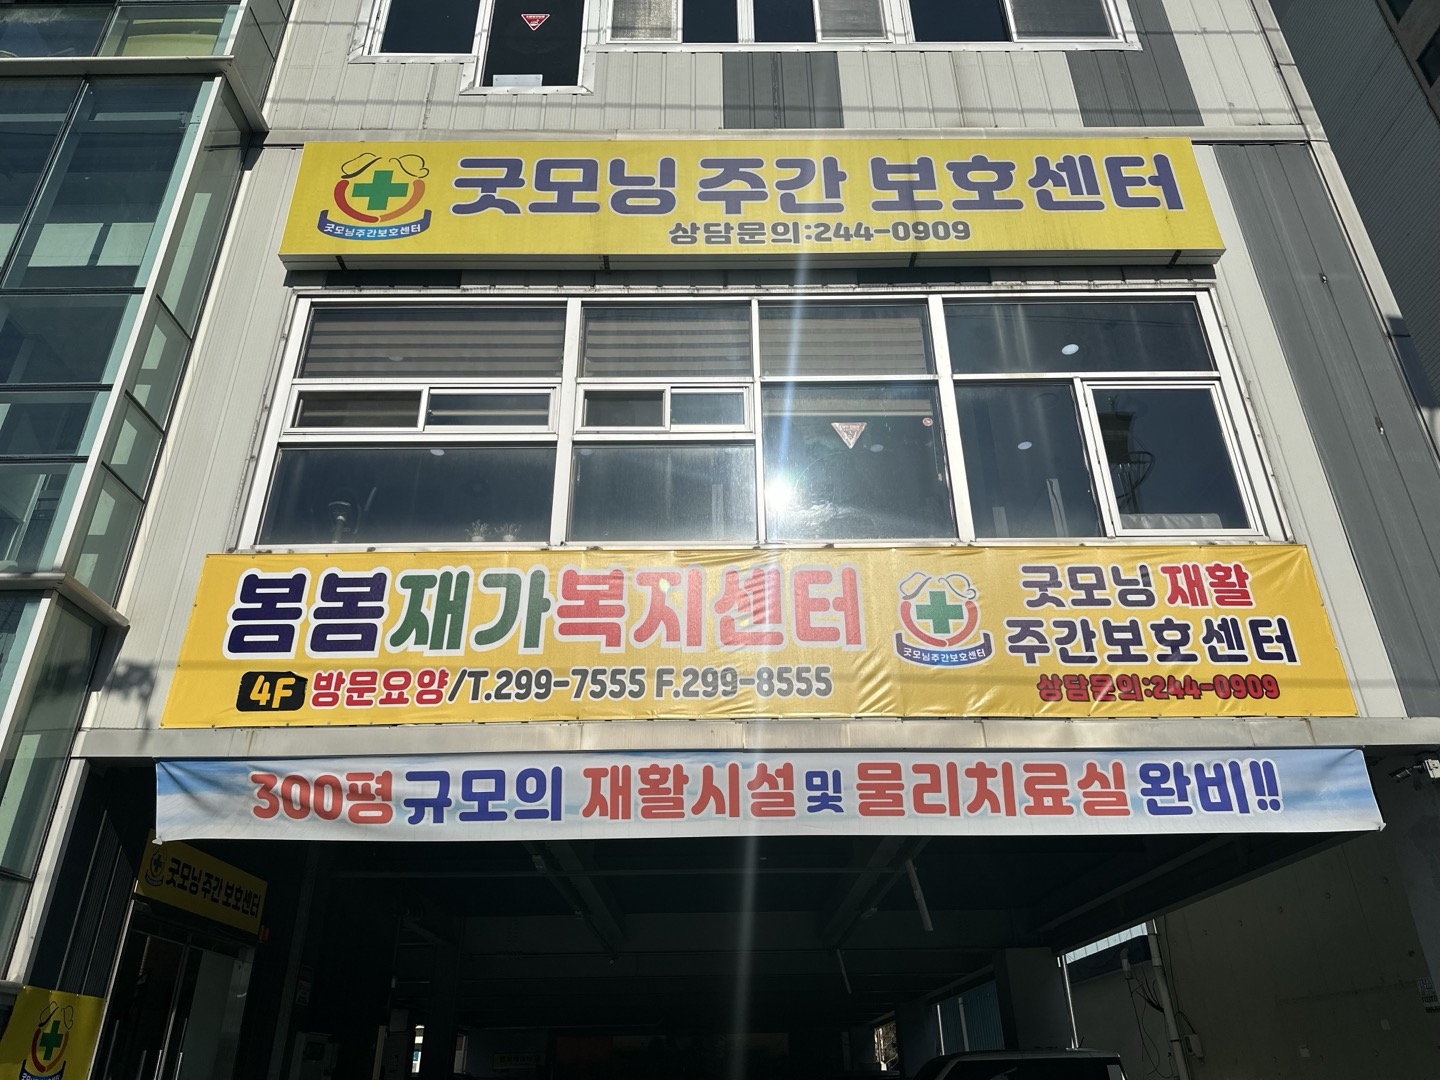 굿모닝 주간 보호센터
상담문의:244-0909
굿모닝주간보호센터
봄봄재가복지센터
4F 방문요양/T.299-7555 F.299-8555
굿모닝주간보호센터
굿모닝 재활
주간보호센터
상담문의:244-0909
300평 규모의 재활시설 및 물리치료실 완비!!
굿모닝 주간 보호센터